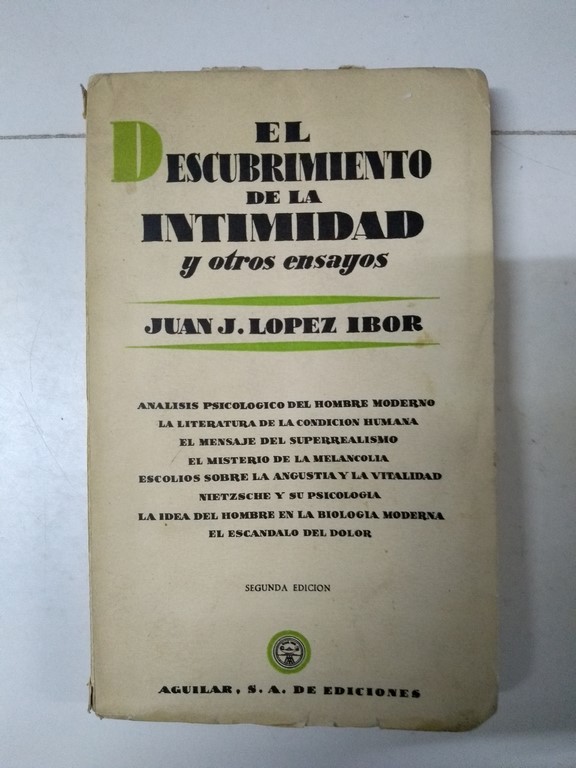 EL
DESCUBRIMIENTO
DE LA
INTIMIDAD
y otros ensayos
JUAN J. LOPEZ IBOR
ANALISIS PSICOLOGICO DEL HOMBRE MODERNO
LA LITERATURA DE LA CONDICION HUMANA
EL MENSAJE DEL SUPERREALISMO
EL MISTERIO DE LA MELANCOLIA
ESCOLIOS SOBRE LA ANGUSTIA Y LA VITALIDAD
NIETZSCHE Y SU PSICOLOGIA
LA IDEA DEL HOMBRE EN LA BIOLOGIA MODERNA
EL ESCANDALO DEL DOLOR
SEGUNDA EDICION
AGUILAR, S. A. DE EDICIONES